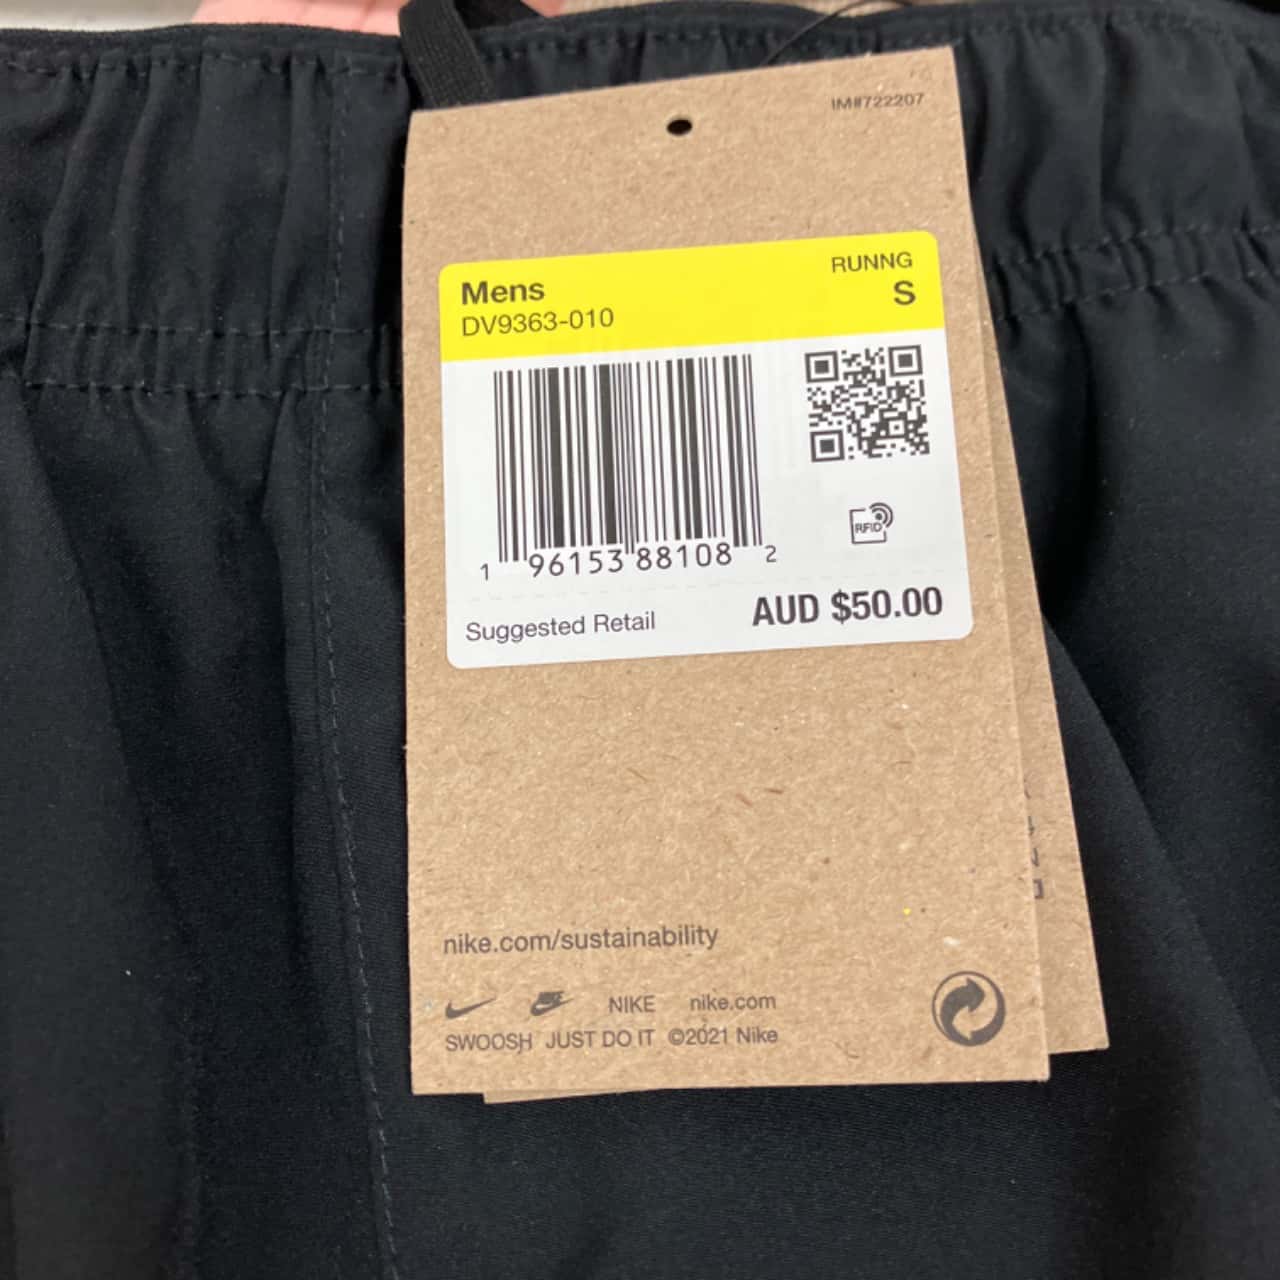 IM#722207
Mens
RUNNG
DV9363-010
S
1 96153 88108 2
RFID
Suggested Retail
AUD $50.00
nike.com/sustainability
NIKE nike.com
SWOOSH JUST DO IT ©2021 Nike